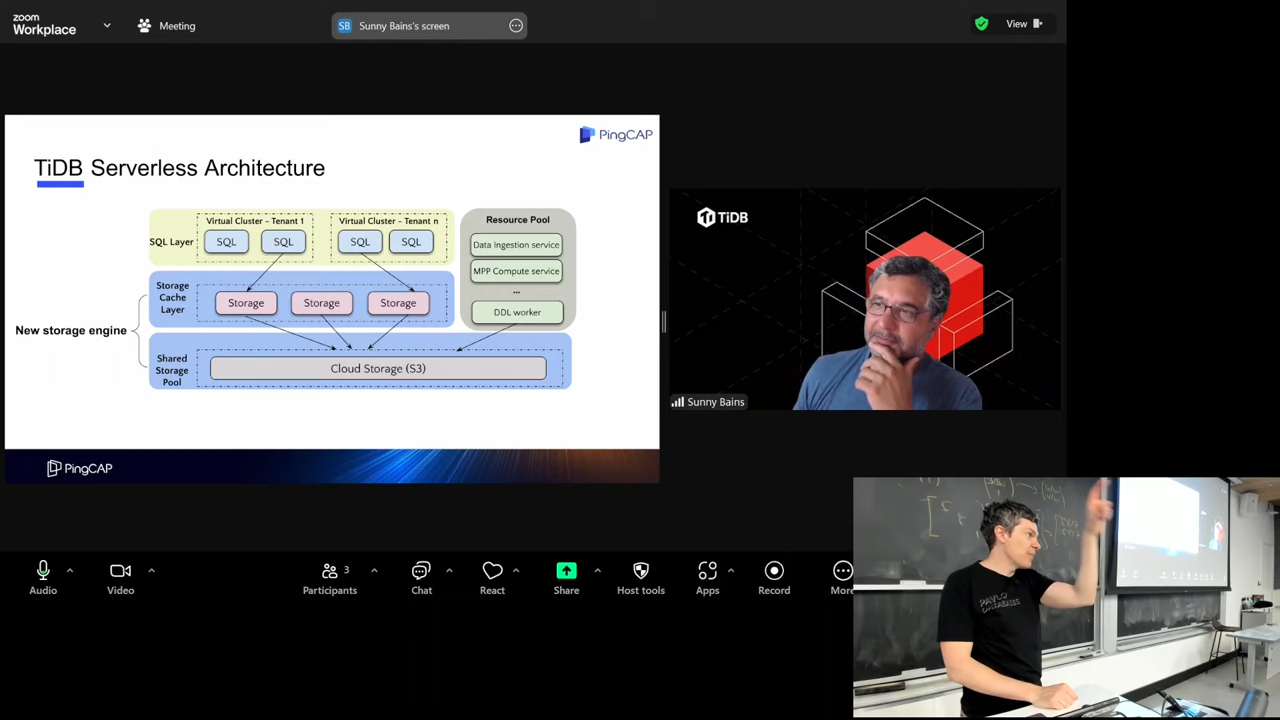 zoom
Workplace
Meeting
SB Sunny Bains's screen
View
PingCAP
TiDB Serverless Architecture
SQL Layer
Virtual Cluster - Tenant 1
SQL SQL
Virtual Cluster - Tenant n
SQL SQL
Resource Pool
Data Ingestion service
MPP Compute service
...
DDL worker
New storage engine
Storage
Cache
Layer
Storage Storage Storage
Shared
Storage
Pool
Cloud Storage (S3)
PingCAP
TiDB
Sunny Bains
Audio
Video
Participants
3
Chat
React
Share
Host tools
Apps
Record
More
PAVLO
DATABASES